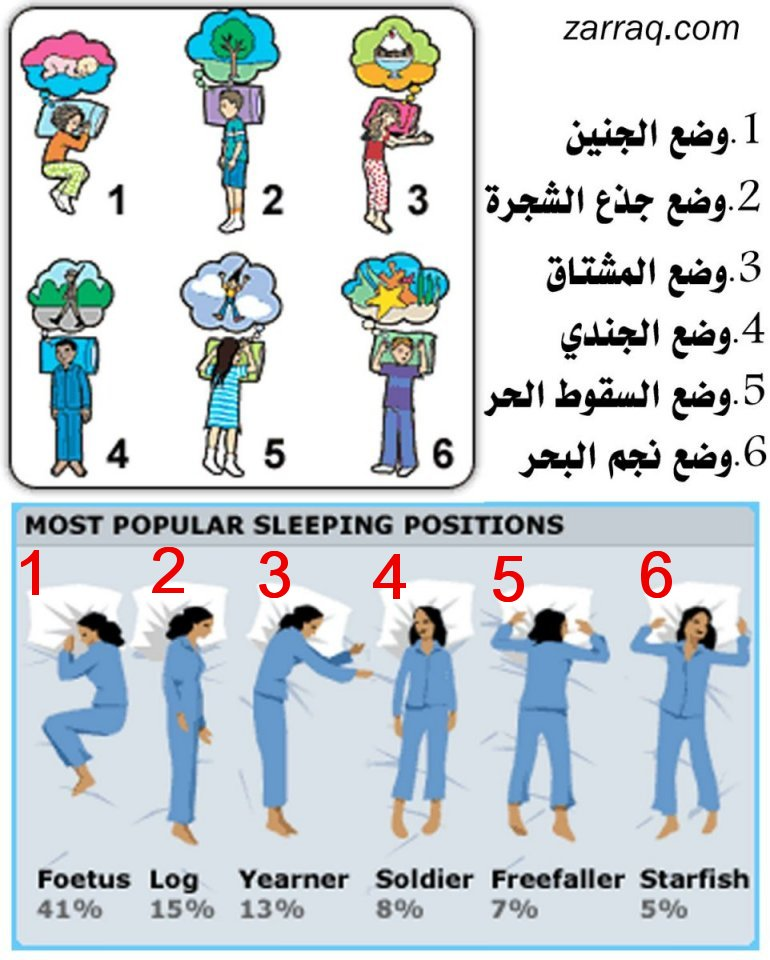 zarraq.com
1.وضع الجنين
2.وضع جذع الشجرة
3.وضع المشتاق
4.وضع الجندي
5.وضع السقوط الحر
6.وضع نجم البحر
1 2 3
4 5 6
MOST POPULAR SLEEPING POSITIONS
1 2 3 4 5 6
Foetus Log Yearner Soldier Freefaller Starfish
41% 15% 13% 8% 7% 5%